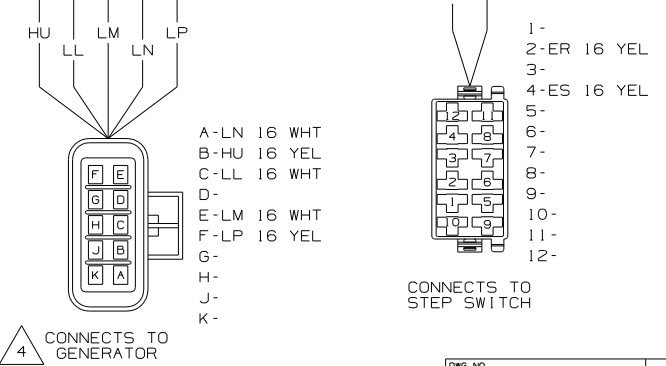 HU LL LM LN LP
A-LN 16 WHT
B-HU 16 YEL
C-LL 16 WHT
D-
E-LM 16 WHT
F-LP 16 YEL
G-
H-
J-
K-
F E
G D
H C
J B
K A
4
CONNECTS TO
GENERATOR
1-
2-ER 16 YEL
3-
4-ES 16 YEL
5-
6-
7-
8-
9-
10-
11-
12-
12 11
4 8
3 7
2 6
1 5
10 9
CONNECTS TO
STEP SWITCH
DWG NO